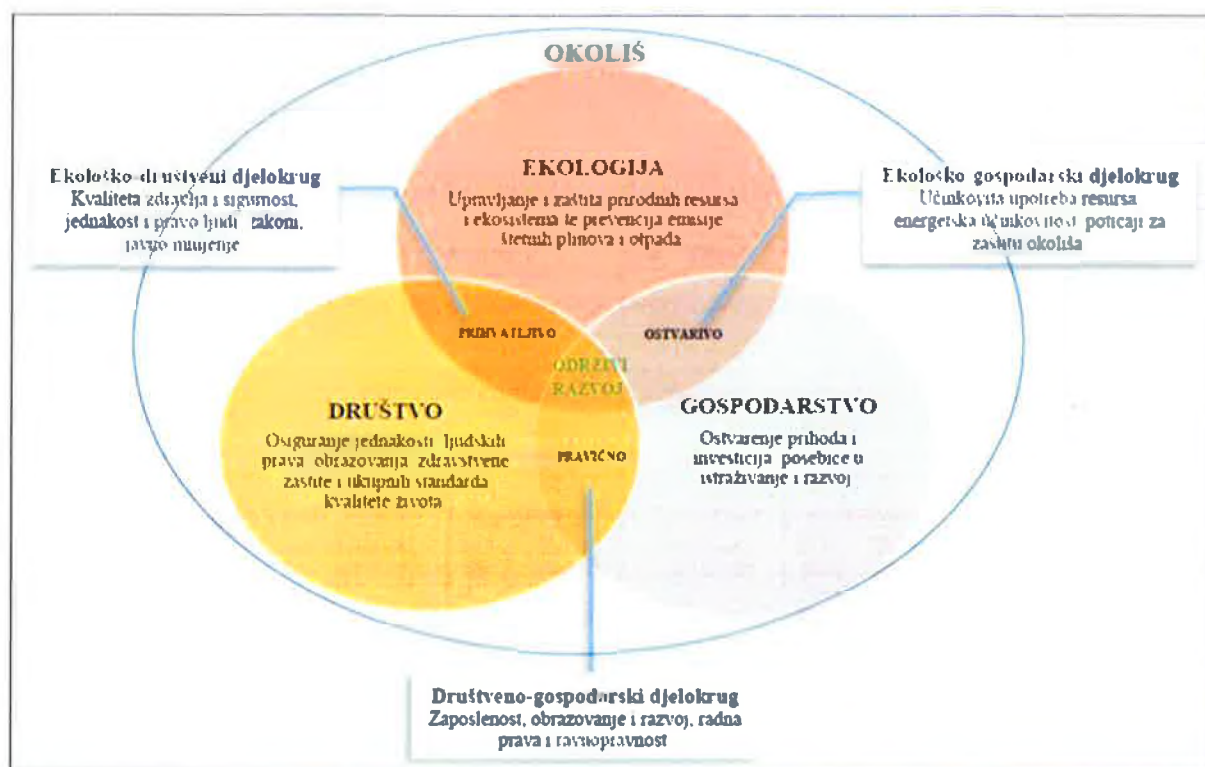 OKOLIŠ
EKOLOGIJA
Upravljanje i zaštita prirodnih resursa
i ekosistema te prevencija emisije
štetnih plinova i otpada
Ekološko-društveni djelokrug
Kvaliteta zdravlja i sigurnost,
jednakost i pravo ljudi, zakoni,
javno mnijenje
Ekološko gospodarski djelokrug
Učinkovita upotreba resursa
energetska učinkovitost poticaji za
zaštitu okoliša
PRIHVATLJIVO
OSTVARIVO
ODRŽIVI
RAZVOJ
DRUŠTVO
Osiguranje jednakosti ljudskih
prava obrazovanja zdravstvene
zaštite i ukupnih standarda
kvalitete života
PRAVIČNO
GOSPODARSTVO
Ostvarenje prihoda i
investicija posebice u
istraživanje i razvoj
Društveno-gospodarski djelokrug
Zaposlenost, obrazovanje i razvoj, radna
prava i ravnopravnost